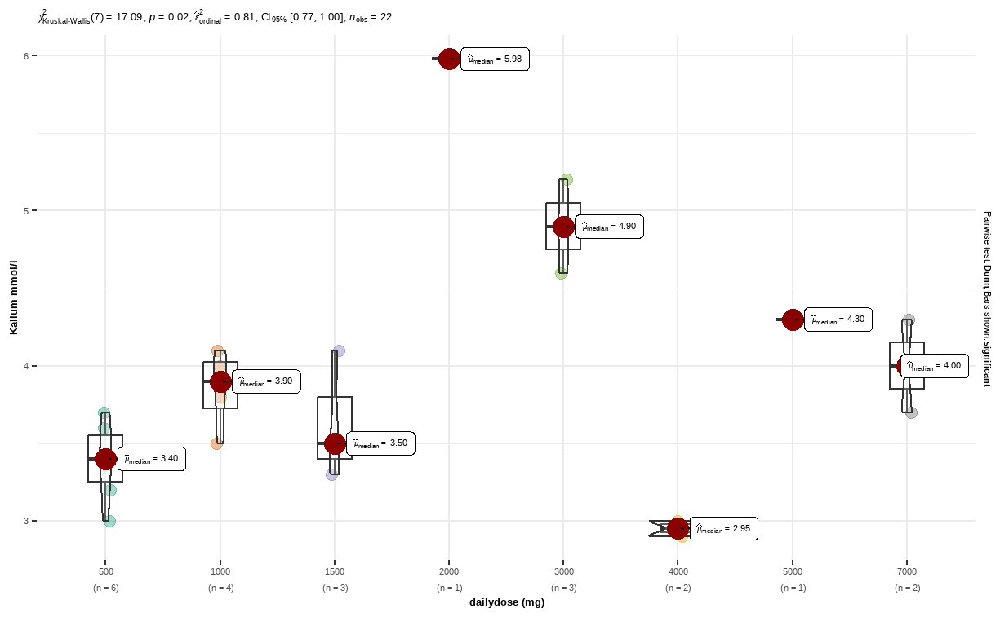 χ²Kruskal-Wallis(7) = 17.09, p = 0.02, ε̂²ordinal = 0.81, CI95% [0.77, 1.00], nobs = 22
6
μ̂median = 5.98
5
μ̂median = 4.90
μ̂median = 4.30
4
μ̂median = 4.00
μ̂median = 3.90
μ̂median = 3.50
μ̂median = 3.40
3
μ̂median = 2.95
Kalium mmol/l
Pairwise test: Dunn, Bars shown: significant
500 1000 1500 2000 3000 4000 5000 7000
(n = 6) (n = 4) (n = 3) (n = 1) (n = 3) (n = 2) (n = 1) (n = 2)
dailydose (mg)